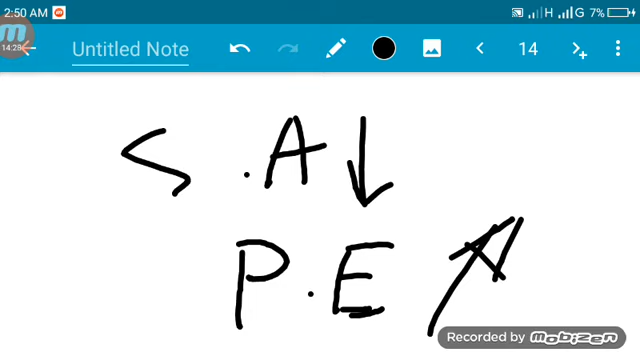 2:50 AM H G 7%
14:28
Untitled Note 14
S.A↓
P.E ↗
Recorded by mobizen